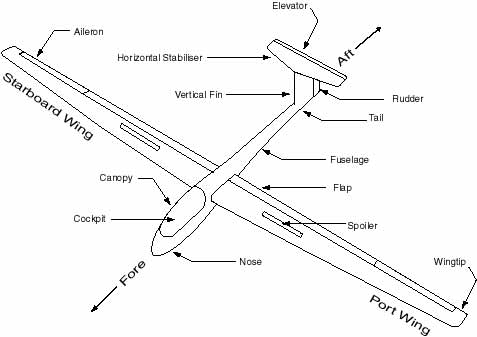 Elevator
Aileron
Horizontal Stabiliser
Aft
Starboard Wing
Vertical Fin
Rudder
Tail
Fuselage
Canopy
Flap
Cockpit
Spoiler
Nose
Wingtip
Fore
Port Wing